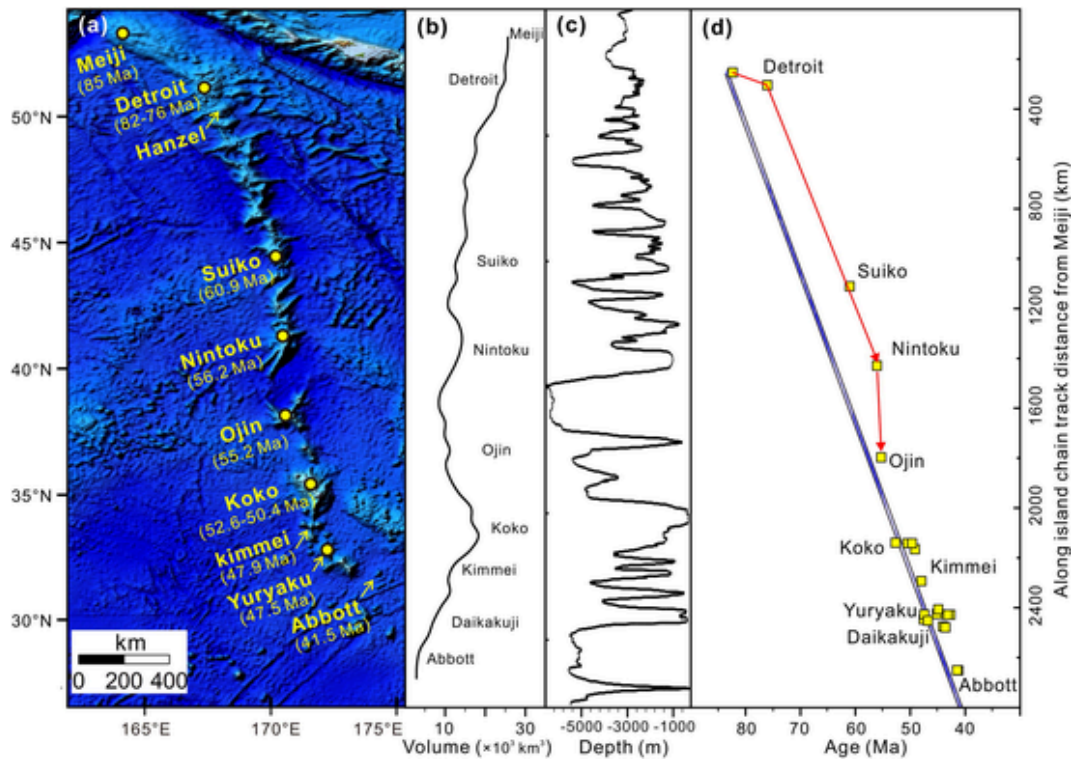 (a)
Meiji
(85 Ma)
Detroit
(82-76 Ma)
Hanzel
Suiko
(60.9 Ma)
Nintoku
(56.2 Ma)
Ojin
(55.2 Ma)
Koko
(52.6-50.4 Ma)
kimmei
(47.9 Ma)
Yuryaku
(47.5 Ma)
Abbott
(41.5 Ma)
km
0 200 400
50°N
45°N
40°N
35°N
30°N
165°E 170°E 175°E
(b)
Meiji
Detroit
Suiko
Nintoku
Ojin
Koko
Kimmei
Daikakuji
Abbott
10 30
Volume (×10³ km³)
(c)
-5000 -3000 -1000
Depth (m)
(d)
Detroit
Suiko
Nintoku
Ojin
Koko
Kimmei
Yuryaku
Daikakuji
Abbott
80 70 60 50 40
Age (Ma)
400
800
1200
1600
2000
2400
Along island chain track distance from Meiji (km)